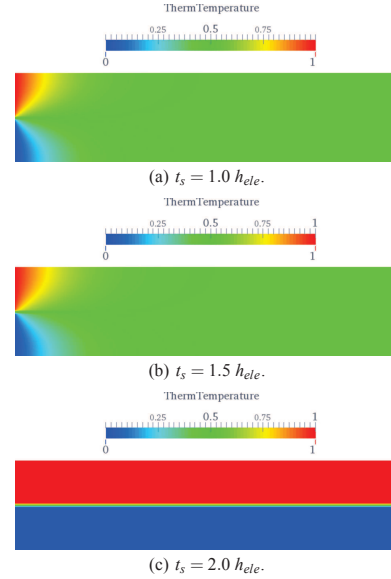 ThermTemperature
0.25 0.5 0.75
0 1
(a) t_s = 1.0 h_ele.
ThermTemperature
0.25 0.5 0.75 1
0 1
(b) t_s = 1.5 h_ele.
ThermTemperature
0.25 0.5 0.75 1
0 1
(c) t_s = 2.0 h_ele.